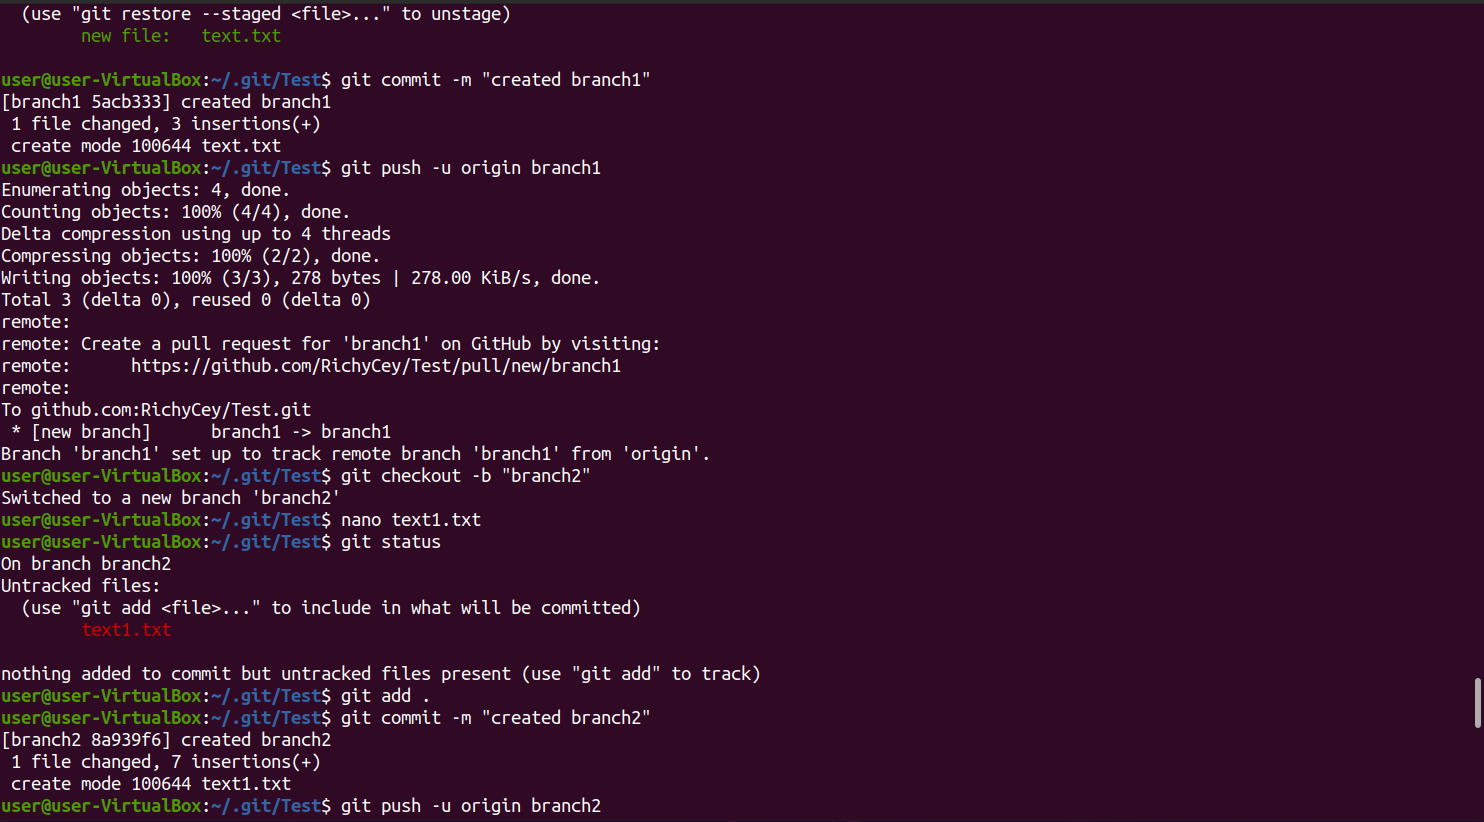 (use "git restore --staged <file>..." to unstage)
        new file:   text.txt

user@user-VirtualBox:~/.git/Test$ git commit -m "created branch1"
[branch1 5acb333] created branch1
 1 file changed, 3 insertions(+)
 create mode 100644 text.txt
user@user-VirtualBox:~/.git/Test$ git push -u origin branch1
Enumerating objects: 4, done.
Counting objects: 100% (4/4), done.
Delta compression using up to 4 threads
Compressing objects: 100% (2/2), done.
Writing objects: 100% (3/3), 278 bytes | 278.00 KiB/s, done.
Total 3 (delta 0), reused 0 (delta 0)
remote:
remote: Create a pull request for 'branch1' on GitHub by visiting:
remote:      https://github.com/RichyCey/Test/pull/new/branch1
remote:
To github.com:RichyCey/Test.git
 * [new branch]      branch1 -> branch1
Branch 'branch1' set up to track remote branch 'branch1' from 'origin'.
user@user-VirtualBox:~/.git/Test$ git checkout -b "branch2"
Switched to a new branch 'branch2'
user@user-VirtualBox:~/.git/Test$ nano text1.txt
user@user-VirtualBox:~/.git/Test$ git status
On branch branch2
Untracked files:
  (use "git add <file>..." to include in what will be committed)
        text1.txt

nothing added to commit but untracked files present (use "git add" to track)
user@user-VirtualBox:~/.git/Test$ git add .
user@user-VirtualBox:~/.git/Test$ git commit -m "created branch2"
[branch2 8a939f6] created branch2
 1 file changed, 7 insertions(+)
 create mode 100644 text1.txt
user@user-VirtualBox:~/.git/Test$ git push -u origin branch2